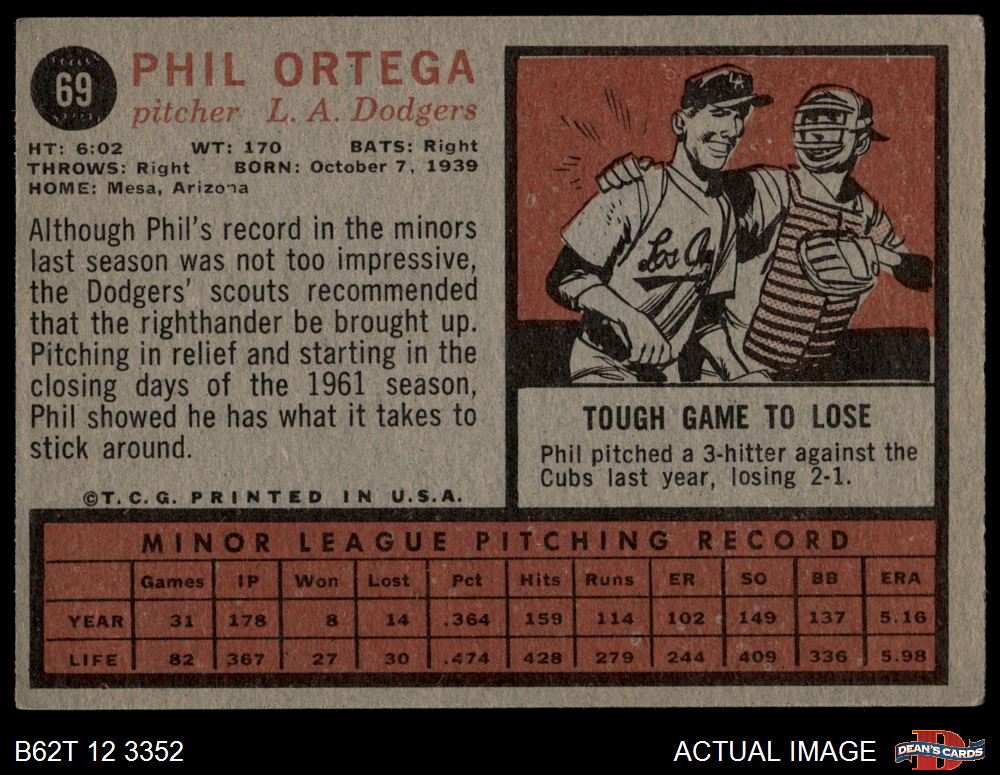 69
PHIL ORTEGA
pitcher L. A. Dodgers
HT: 6:02 WT: 170 BATS: Right
THROWS: Right BORN: October 7, 1939
HOME: Mesa, Arizona
Although Phil's record in the minors
last season was not too impressive,
the Dodgers' scouts recommended
that the righthander be brought up.
Pitching in relief and starting in the
closing days of the 1961 season,
Phil showed he has what it takes to
stick around.
©T.C.G. PRINTED IN U.S.A.
LA
Los An
TOUGH GAME TO LOSE
Phil pitched a 3-hitter against the
Cubs last year, losing 2-1.
MINOR LEAGUE PITCHING RECORD
Games IP Won Lost Pct Hits Runs ER SO BB ERA
YEAR 31 178 8 14 .364 159 114 102 149 137 5.16
LIFE 82 367 27 30 .474 428 279 244 409 336 5.98
B62T 12 3352
ACTUAL IMAGE
D
DEAN'S CARDS